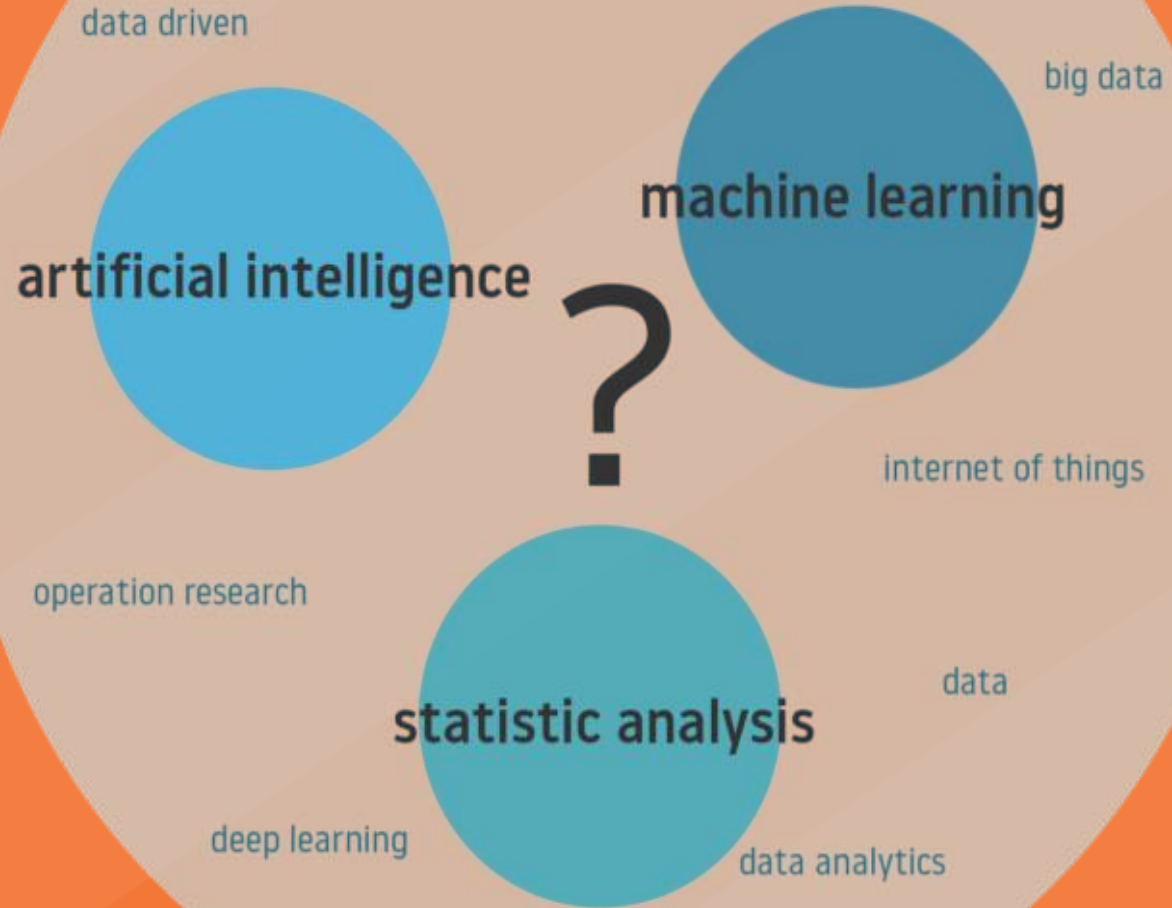 data driven
big data
machine learning
artificial intelligence
?
internet of things
operation research
data
statistic analysis
deep learning
data analytics